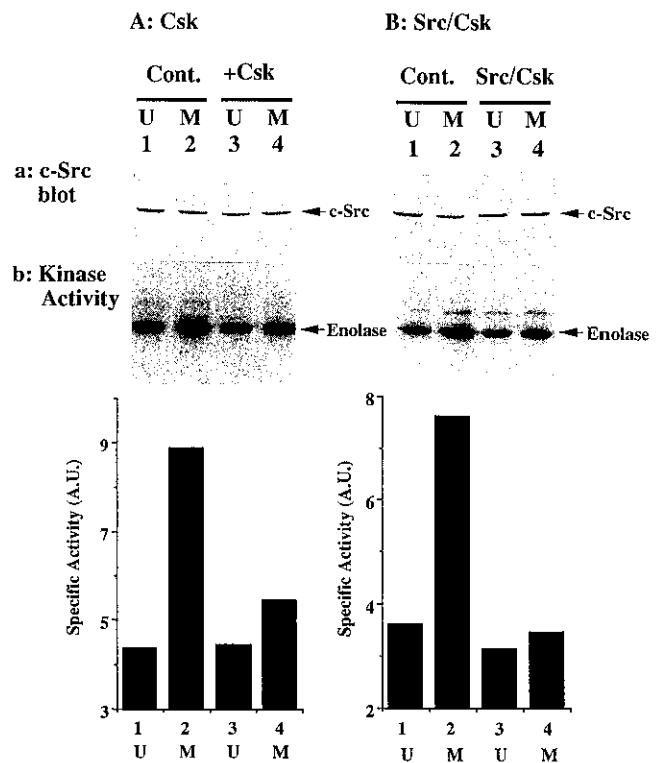 A: Csk
B: Src/Csk
Cont. +Csk
Cont. Src/Csk
U M U M
U M U M
1 2 3 4
1 2 3 4
a: c-Src
blot
c-Src
c-Src
b: Kinase
Activity
Enolase
Enolase
Specific Activity (A.U.)
9
7
5
3
1 2 3 4
U M U M
Specific Activity (A.U.)
8
6
4
2
1 2 3 4
U M U M